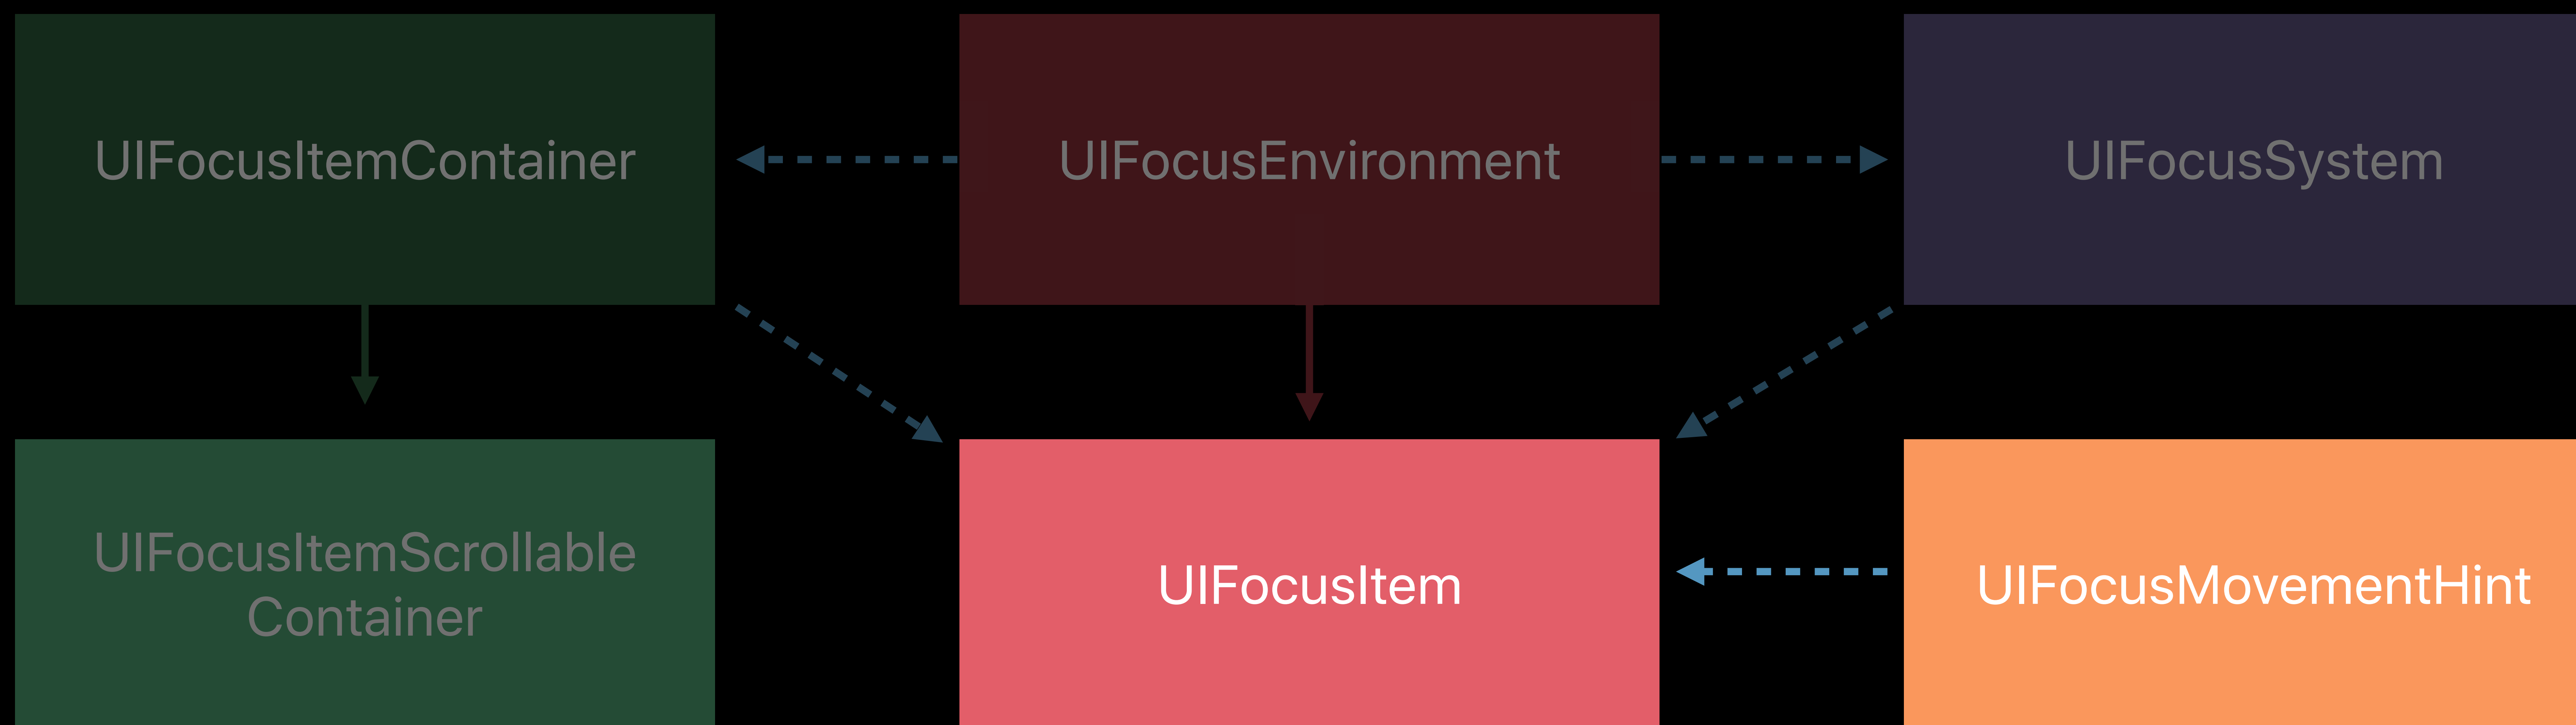 UIFocusItemContainer
UIFocusEnvironment
UIFocusSystem
UIFocusItemScrollable
Container
UIFocusItem
UIFocusMovementHint